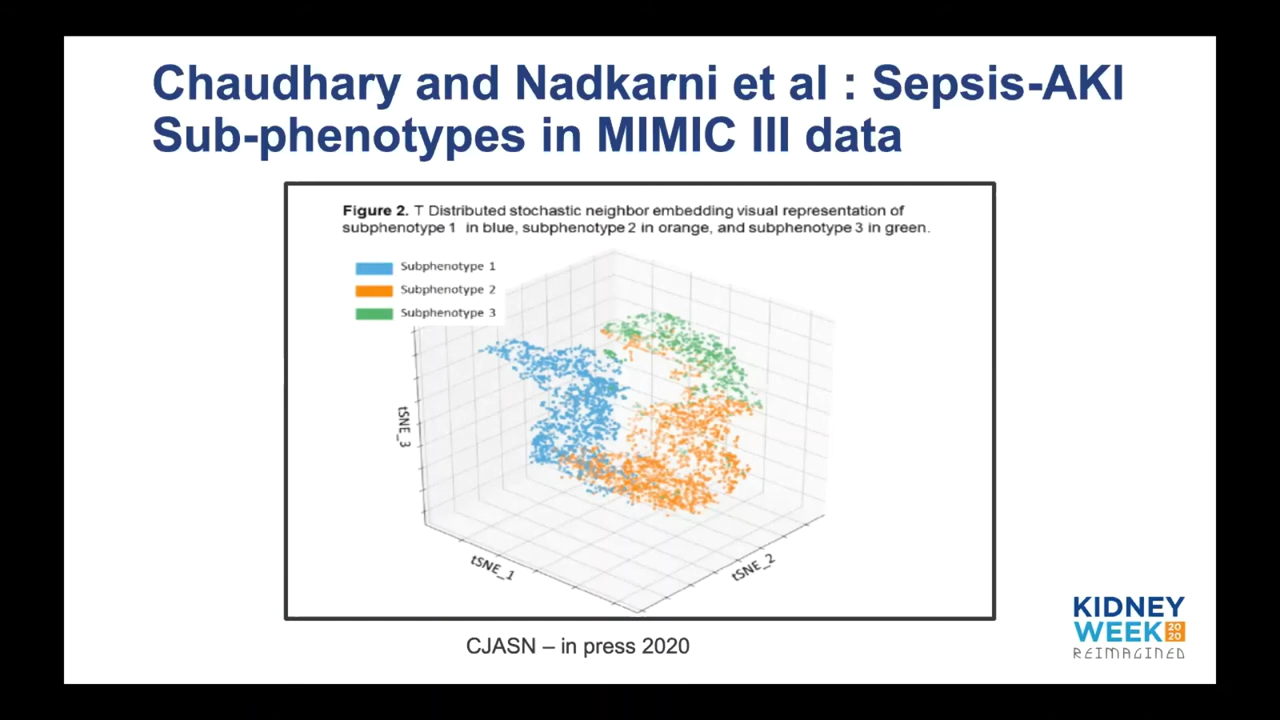 Chaudhary and Nadkarni et al : Sepsis-AKI
Sub-phenotypes in MIMIC III data
Figure 2. T Distributed stochastic neighbor embedding visual representation of
subphenotype 1 in blue, subphenotype 2 in orange, and subphenotype 3 in green.
Subphenotype 1
Subphenotype 2
Subphenotype 3
tSNE_3
tSNE_1
tSNE_2
CJASN – in press 2020
KIDNEY
WEEK 2020
REIMAGINED